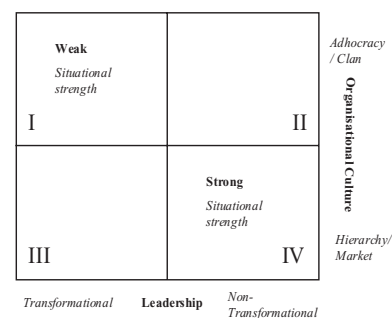 Weak
Situational
strength
I
II
Adhocracy
/ Clan
Organisational Culture
Strong
Situational
strength
III
IV
Hierarchy/
Market
Transformational
Leadership
Non-
Transformational